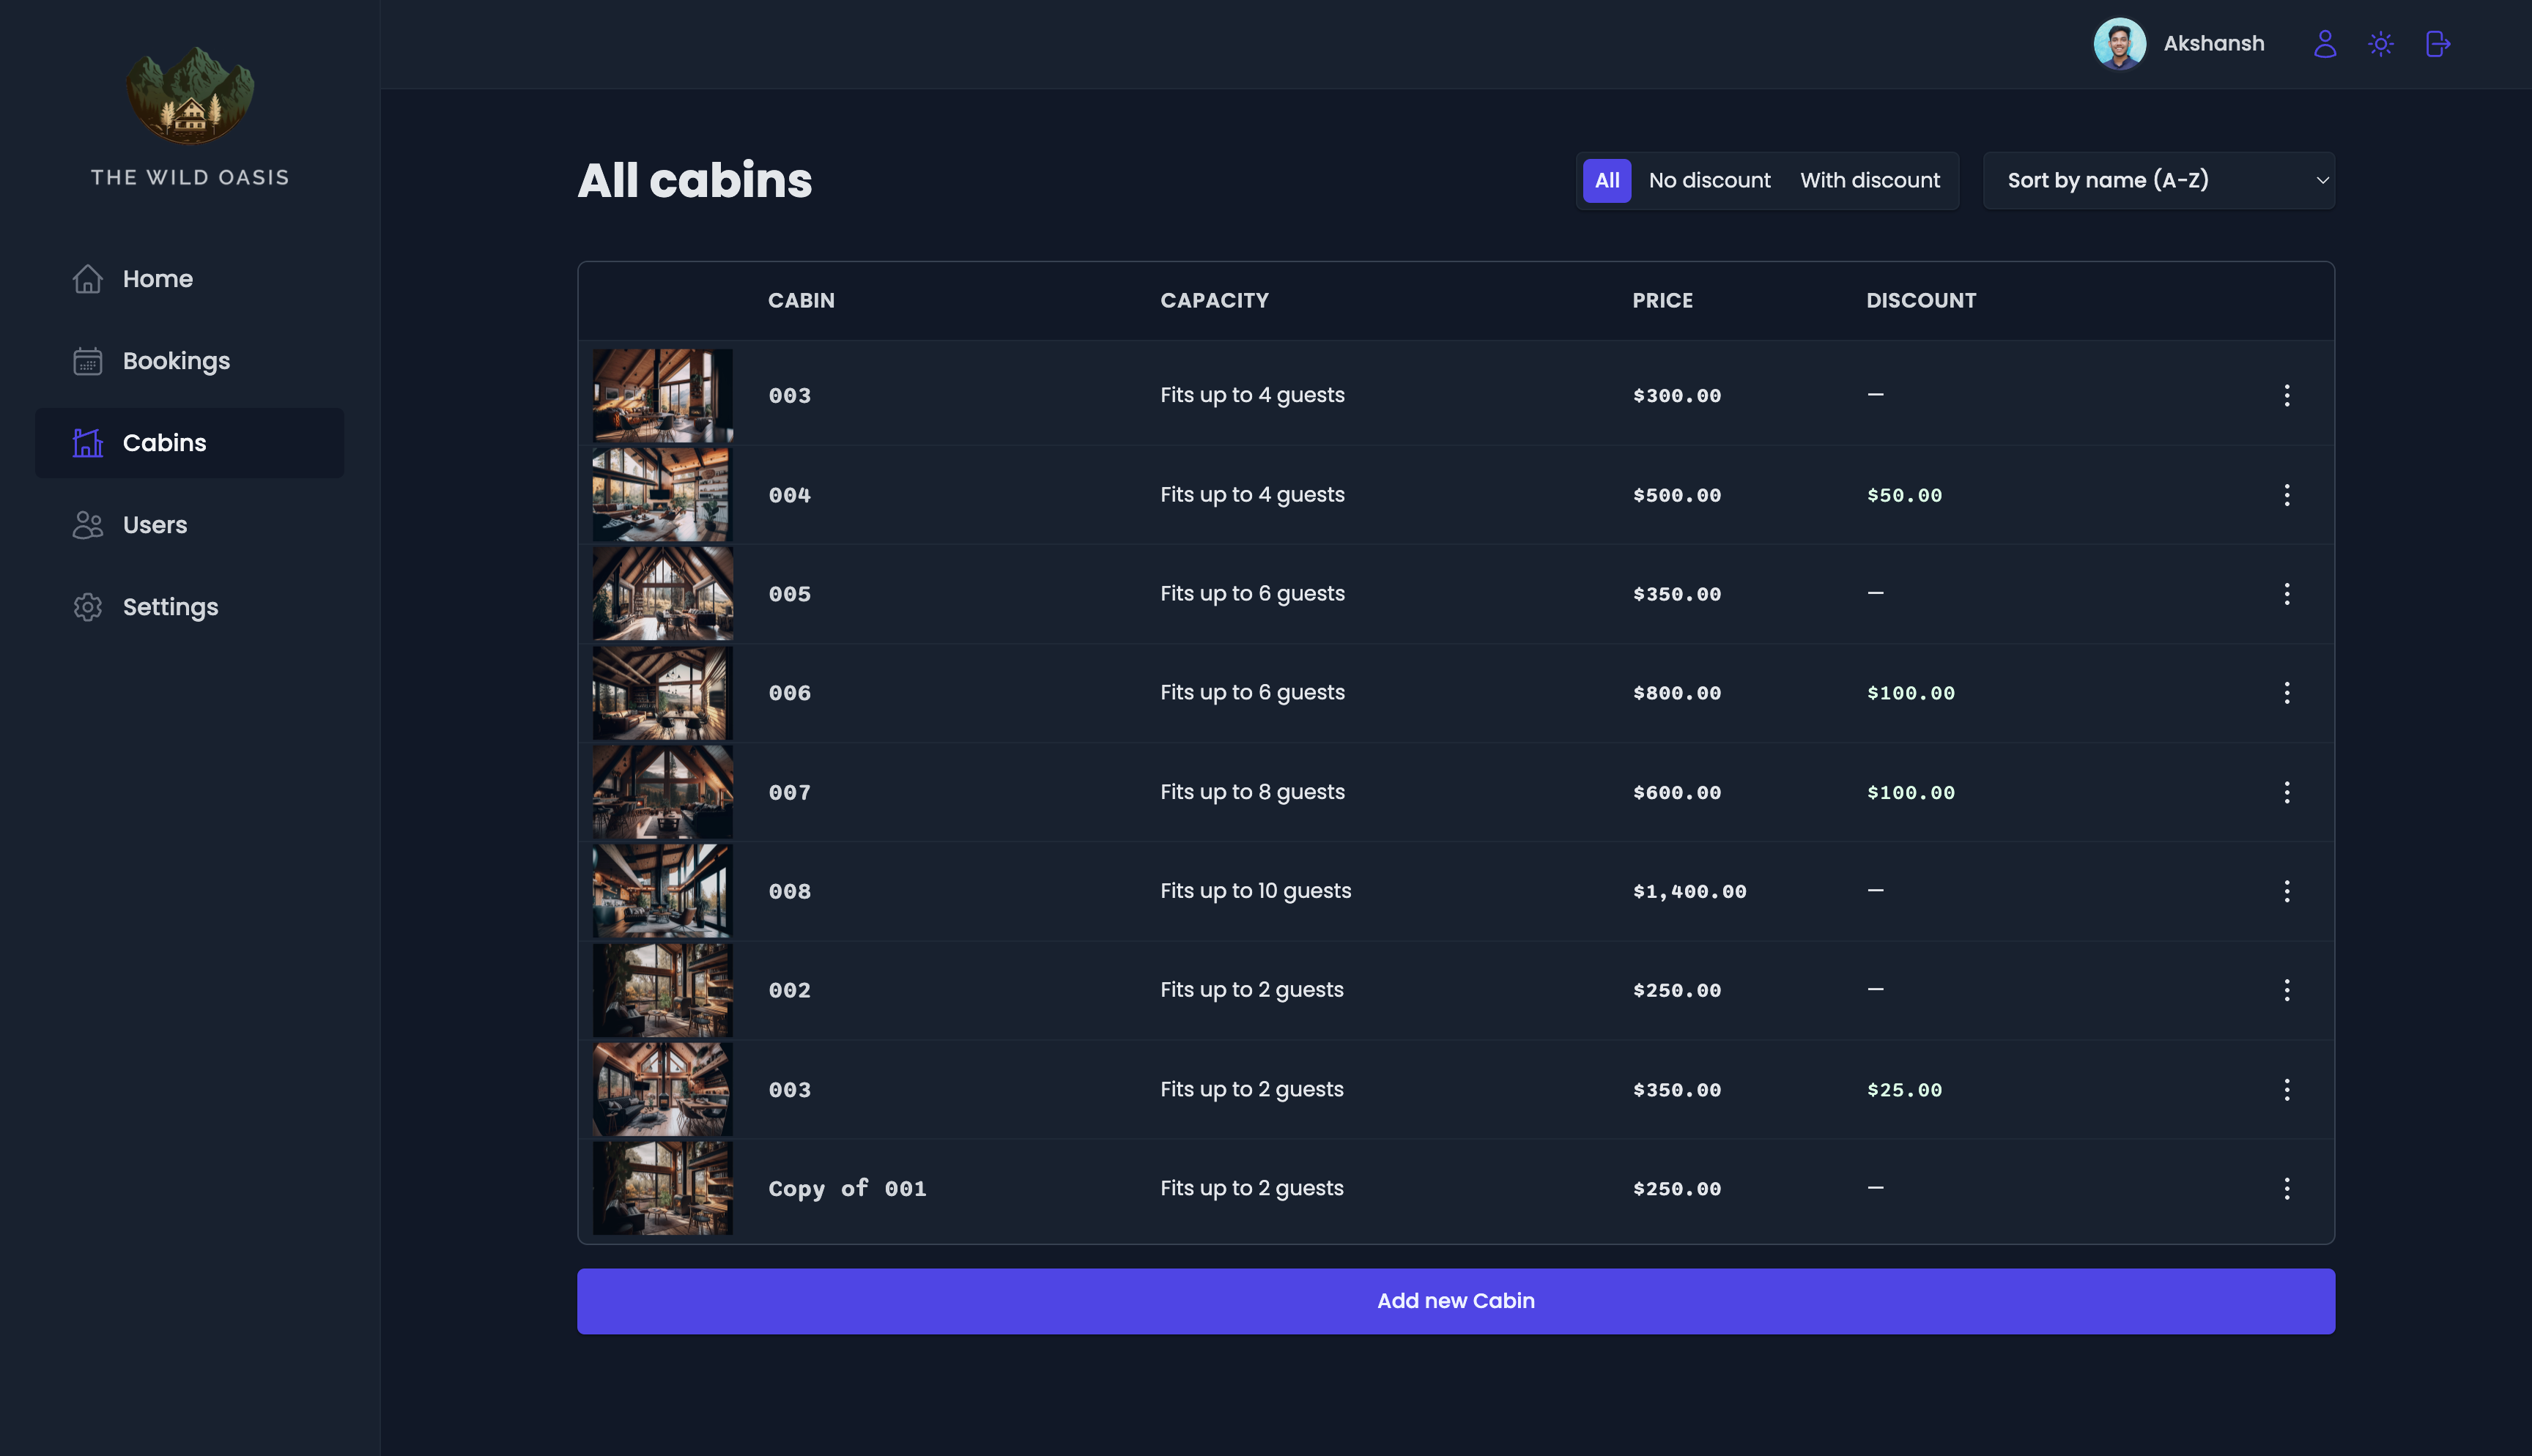 THE WILD OASIS
Home
Bookings
Cabins
Users
Settings
Akshansh
All cabins
All No discount With discount Sort by name (A-Z)
CABIN CAPACITY PRICE DISCOUNT
003 Fits up to 4 guests $300.00 —
004 Fits up to 4 guests $500.00 $50.00
005 Fits up to 6 guests $350.00 —
006 Fits up to 6 guests $800.00 $100.00
007 Fits up to 8 guests $600.00 $100.00
008 Fits up to 10 guests $1,400.00 —
002 Fits up to 2 guests $250.00 —
003 Fits up to 2 guests $350.00 $25.00
Copy of 001 Fits up to 2 guests $250.00 —
Add new Cabin